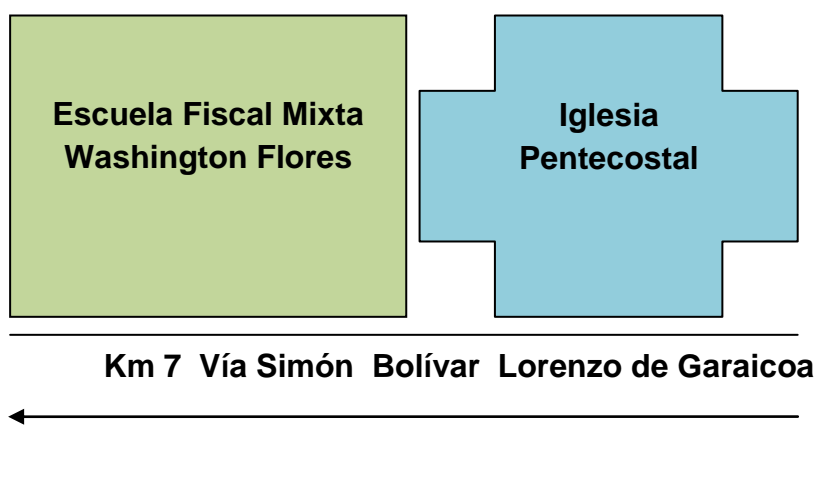 Escuela Fiscal Mixta
Washington Flores
Iglesia
Pentecostal
Km 7 Vía Simón Bolívar Lorenzo de Garaicoa